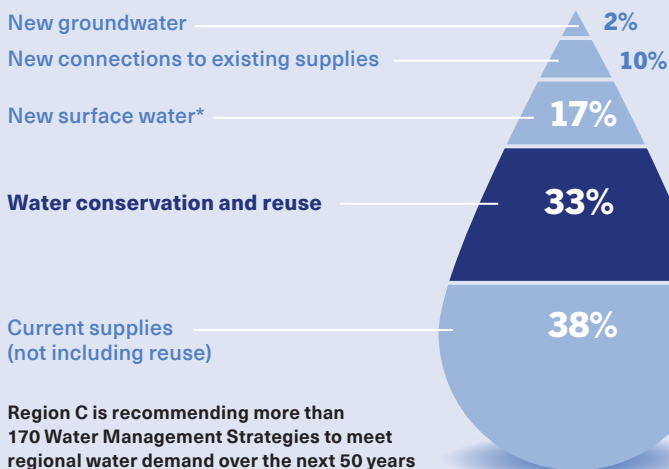 New groundwater 2%
New connections to existing supplies 10%
New surface water* 17%
Water conservation and reuse 33%
Current supplies 38%
(not including reuse)
Region C is recommending more than
170 Water Management Strategies to meet
regional water demand over the next 50 years